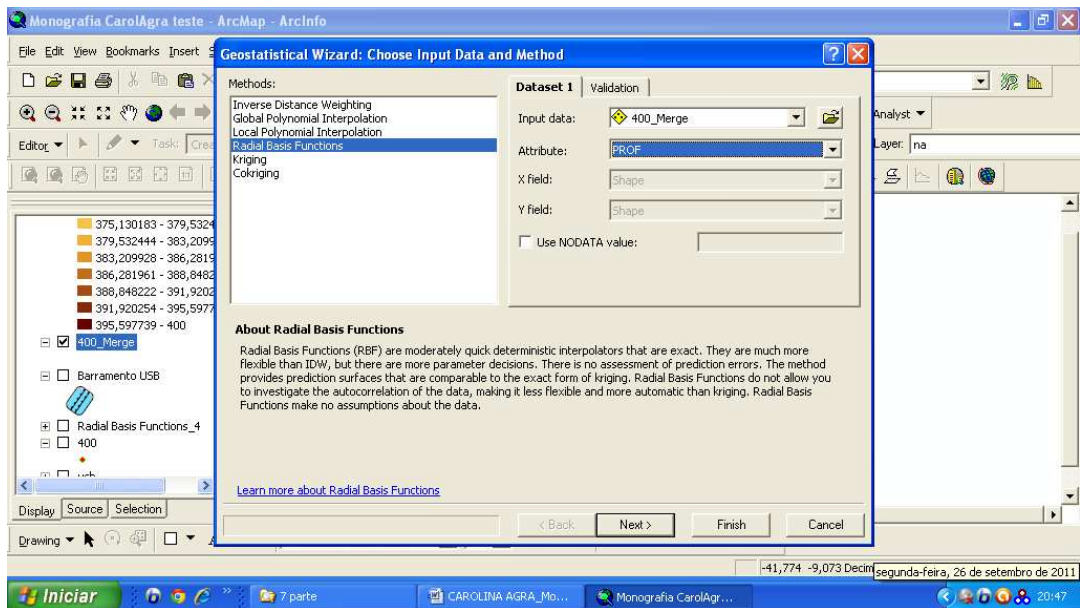 Monografia CarolAgra teste - ArcMap - ArcInfo
File Edit View Bookmarks Insert
Geostatistical Wizard: Choose Input Data and Method
Methods:
Inverse Distance Weighting
Global Polynomial Interpolation
Local Polynomial Interpolation
Radial Basis Functions
Kriging
Cokriging
Dataset 1
Validation
Input data:
400_Merge
Attribute:
PROF
X field:
Shape
Y field:
Shape
Use NODATA value:
About Radial Basis Functions
Radial Basis Functions (RBF) are moderately quick deterministic interpolators that are exact. They are much more
flexible than IDW, but there are more parameter decisions. There is no assessment of prediction errors. The method
provides prediction surfaces that are comparable to the exact form of kriging. Radial Basis Functions do not allow you
to investigate the autocorrelation of the data, making it less flexible and more automatic than kriging. Radial Basis
Functions make no assumptions about the data.
Learn more about Radial Basis Functions
< Back
Next >
Finish
Cancel
Editor
Task:
Analyst
Layer:
na
375,130183 - 379,5324
379,532444 - 383,2099
383,209928 - 386,2819
386,281961 - 388,8482
388,848222 - 391,9202
391,920254 - 395,5977
395,597739 - 400
400_Merge
Barramento USB
Radial Basis Functions_4
400
Display
Source
Selection
Drawing
-41,774 -9,073 Decim
segunda-feira, 26 de setembro de 2011
Iniciar
7 parte
CAROLINA AGRA_Mo...
Monografia CarolAgr...
20:47